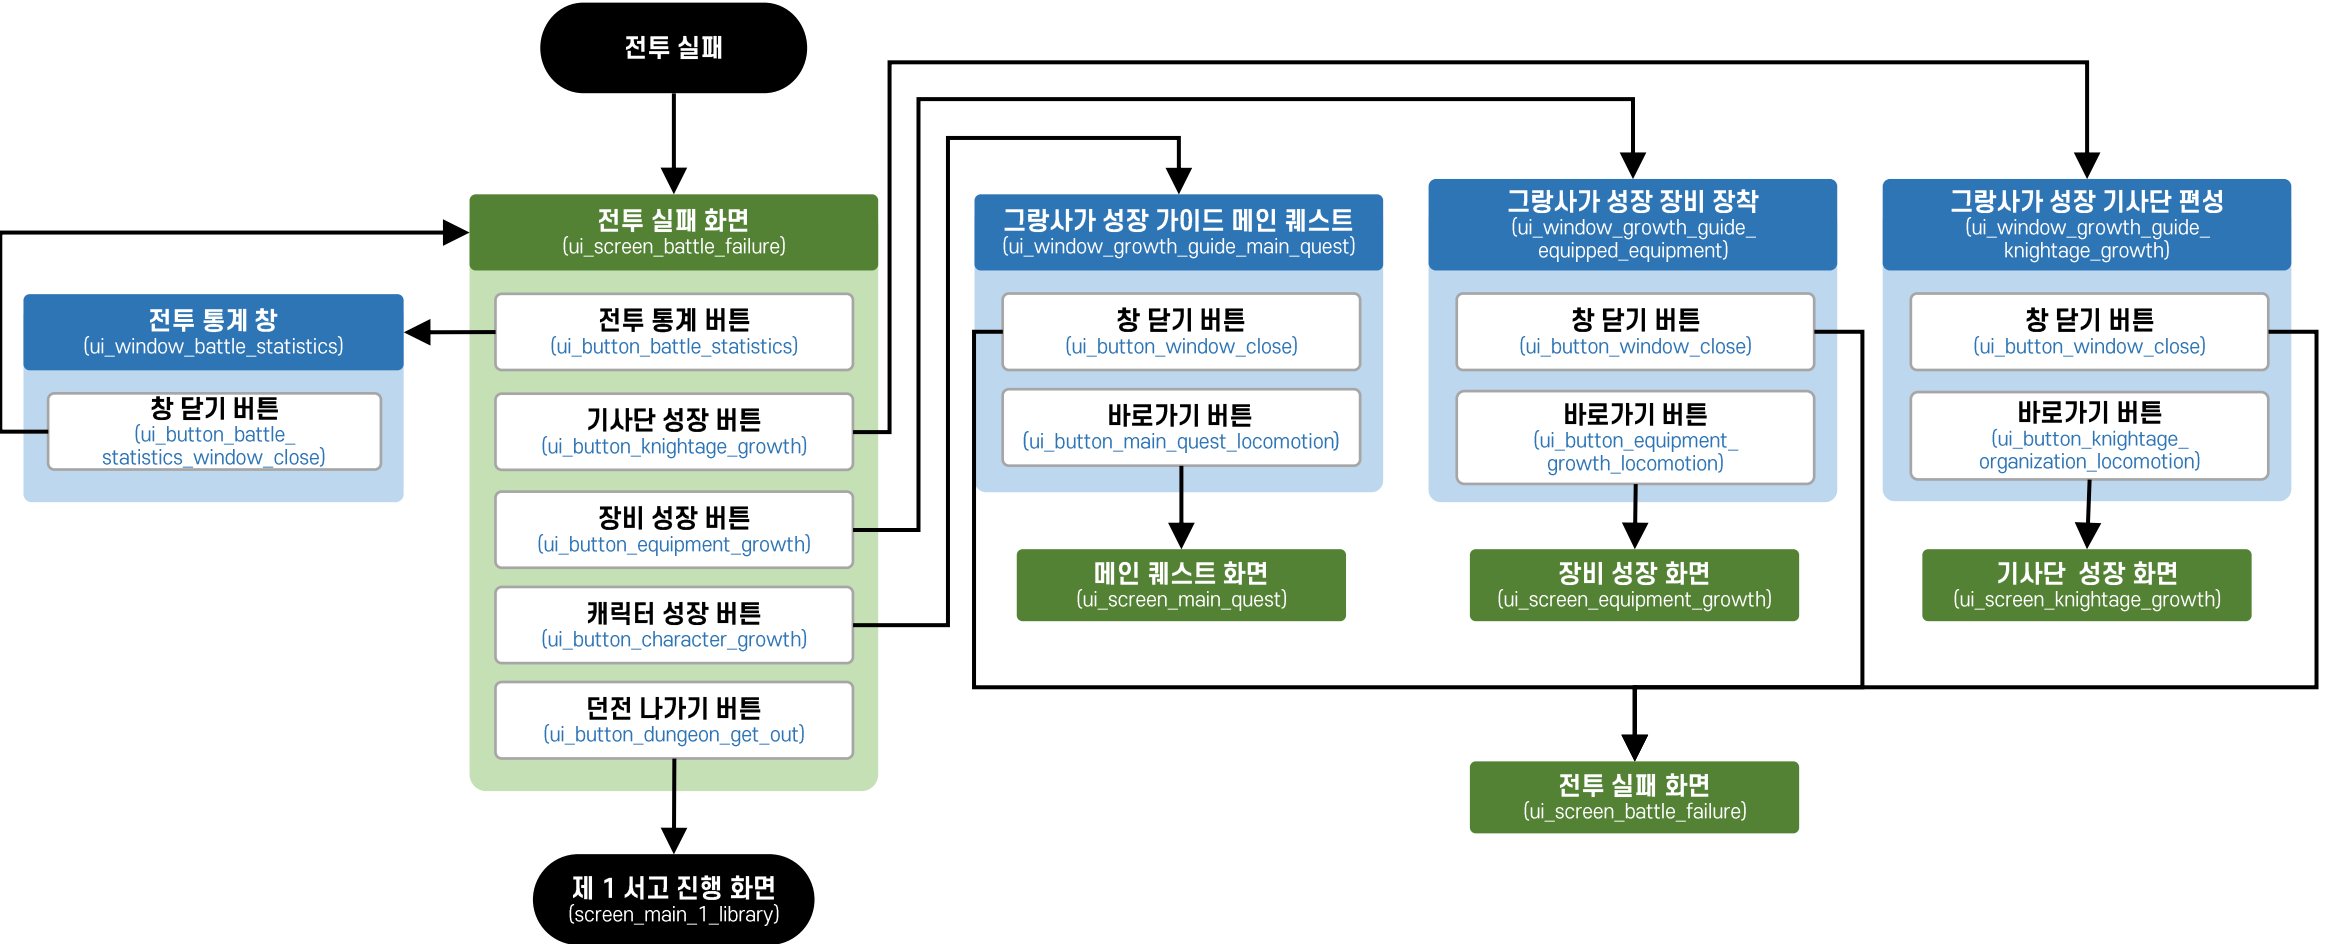 전투 실패
전투 실패 화면
(ui_screen_battle_failure)
전투 통계 버튼
(ui_button_battle_statistics)
기사단 성장 버튼
(ui_button_knightage_growth)
장비 성장 버튼
(ui_button_equipment_growth)
캐릭터 성장 버튼
(ui_button_character_growth)
던전 나가기 버튼
(ui_button_dungeon_get_out)
전투 통계 창
(ui_window_battle_statistics)
창 닫기 버튼
(ui_button_battle_
statistics_window_close)
그랑사가 성장 가이드 메인 퀘스트
(ui_window_growth_guide_main_quest)
창 닫기 버튼
(ui_button_window_close)
바로가기 버튼
(ui_button_main_quest_locomotion)
메인 퀘스트 화면
(ui_screen_main_quest)
그랑사가 성장 장비 장착
(ui_window_growth_guide_
equipped_equipment)
창 닫기 버튼
(ui_button_window_close)
바로가기 버튼
(ui_button_equipment_
growth_locomotion)
장비 성장 화면
(ui_screen_equipment_growth)
그랑사가 성장 기사단 편성
(ui_window_growth_guide_
knightage_growth)
창 닫기 버튼
(ui_button_window_close)
바로가기 버튼
(ui_button_knightage_
organization_locomotion)
기사단 성장 화면
(ui_screen_knightage_growth)
전투 실패 화면
(ui_screen_battle_failure)
제 1 서고 진행 화면
(screen_main_1_library)